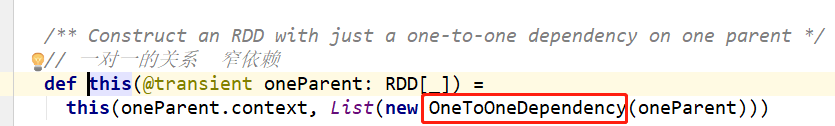 /** Construct an RDD with just a one-to-one dependency on one parent */
// 一对一的关系  窄依赖
def this(@transient oneParent: RDD[_]) =
this(oneParent.context, List(new OneToOneDependency(oneParent)))